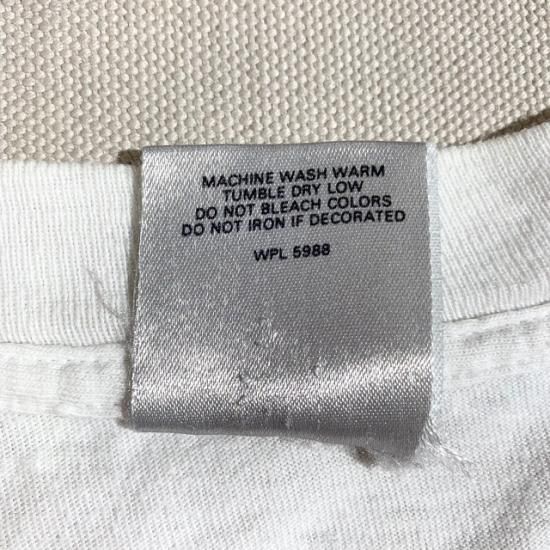 MACHINE WASH WARM
TUMBLE DRY LOW
DO NOT BLEACH COLORS
DO NOT IRON IF DECORATED
WPL 5988